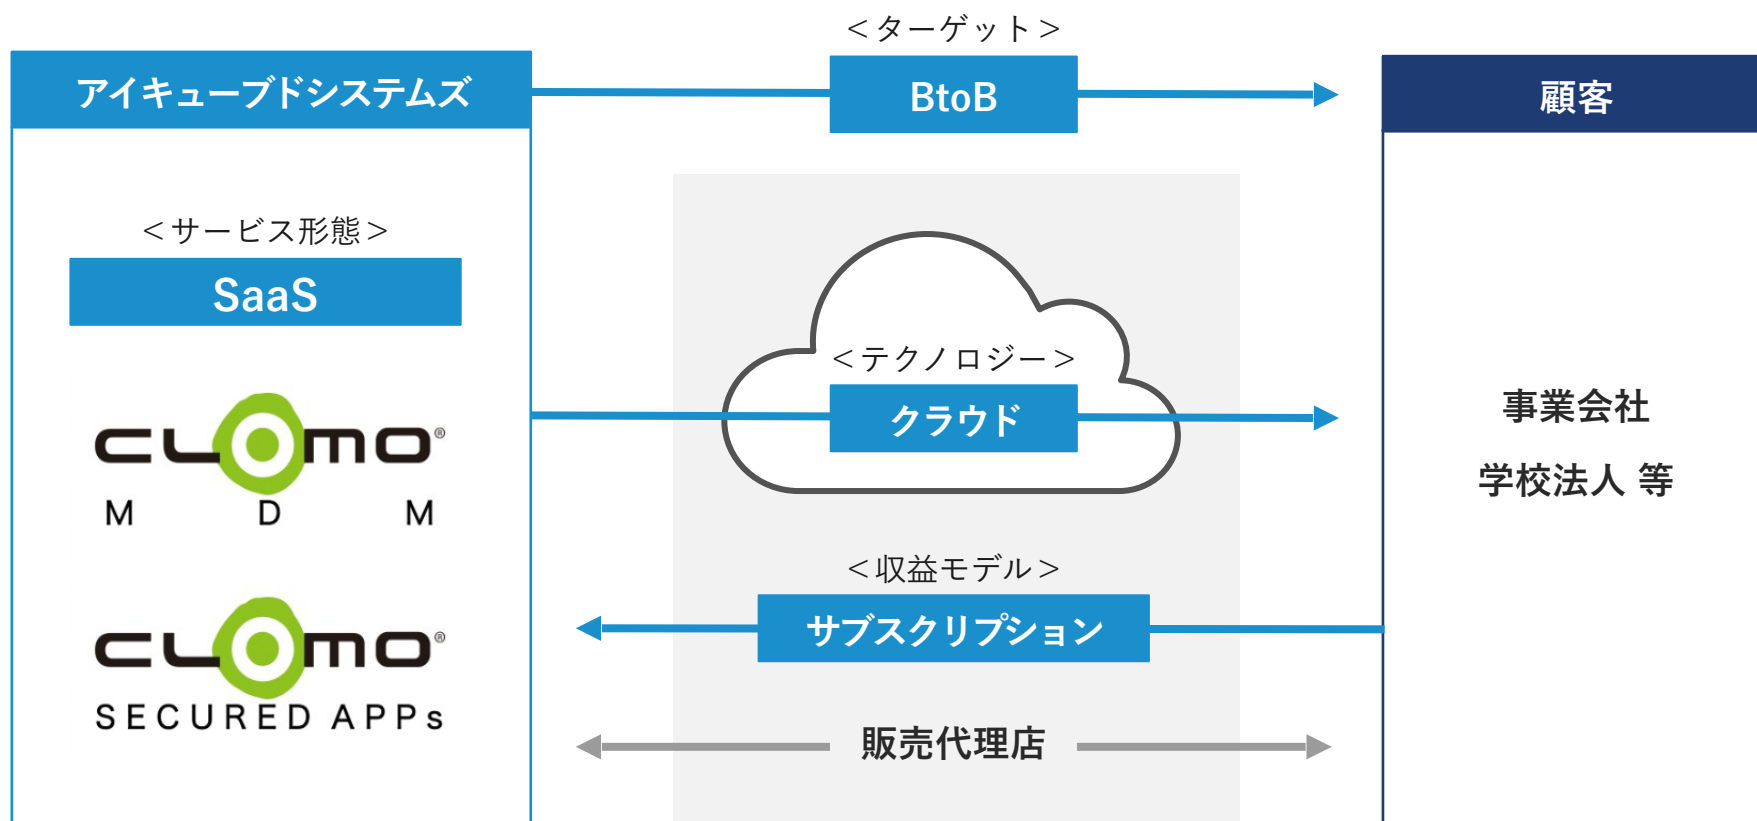 ＜ターゲット＞
アイキューブドシステムズ
BtoB
顧客
＜サービス形態＞
SaaS
＜テクノロジー＞
クラウド
CLOMO®
M D M
事業会社
学校法人 等
＜収益モデル＞
サブスクリプション
CLOMO®
SECURED APPs
販売代理店